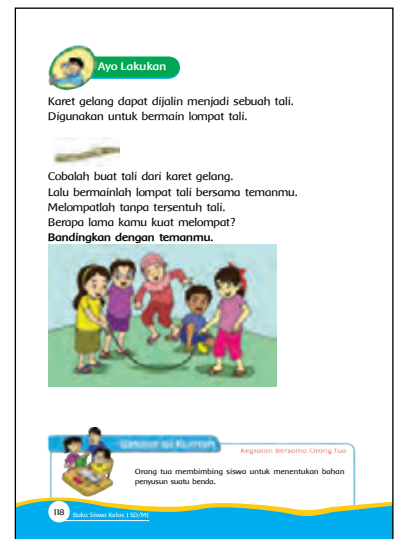 Ayo Lakukan
Karet gelang dapat dijalin menjadi sebuah tali.
Digunakan untuk bermain lompat tali.
Cobalah buat tali dari karet gelang.
Lalu bermainlah lompat tali bersama temanmu.
Melompatlah tanpa tersentuh tali.
Berapa lama kamu kuat melompat?
Bandingkan dengan temanmu.
Belajar di Rumah
Kegiatan Bersama Orang Tua
Orang tua membimbing siswa untuk menentukan bahan
penyusun suatu benda.
118 Buku Siswa Kelas I SD/MI